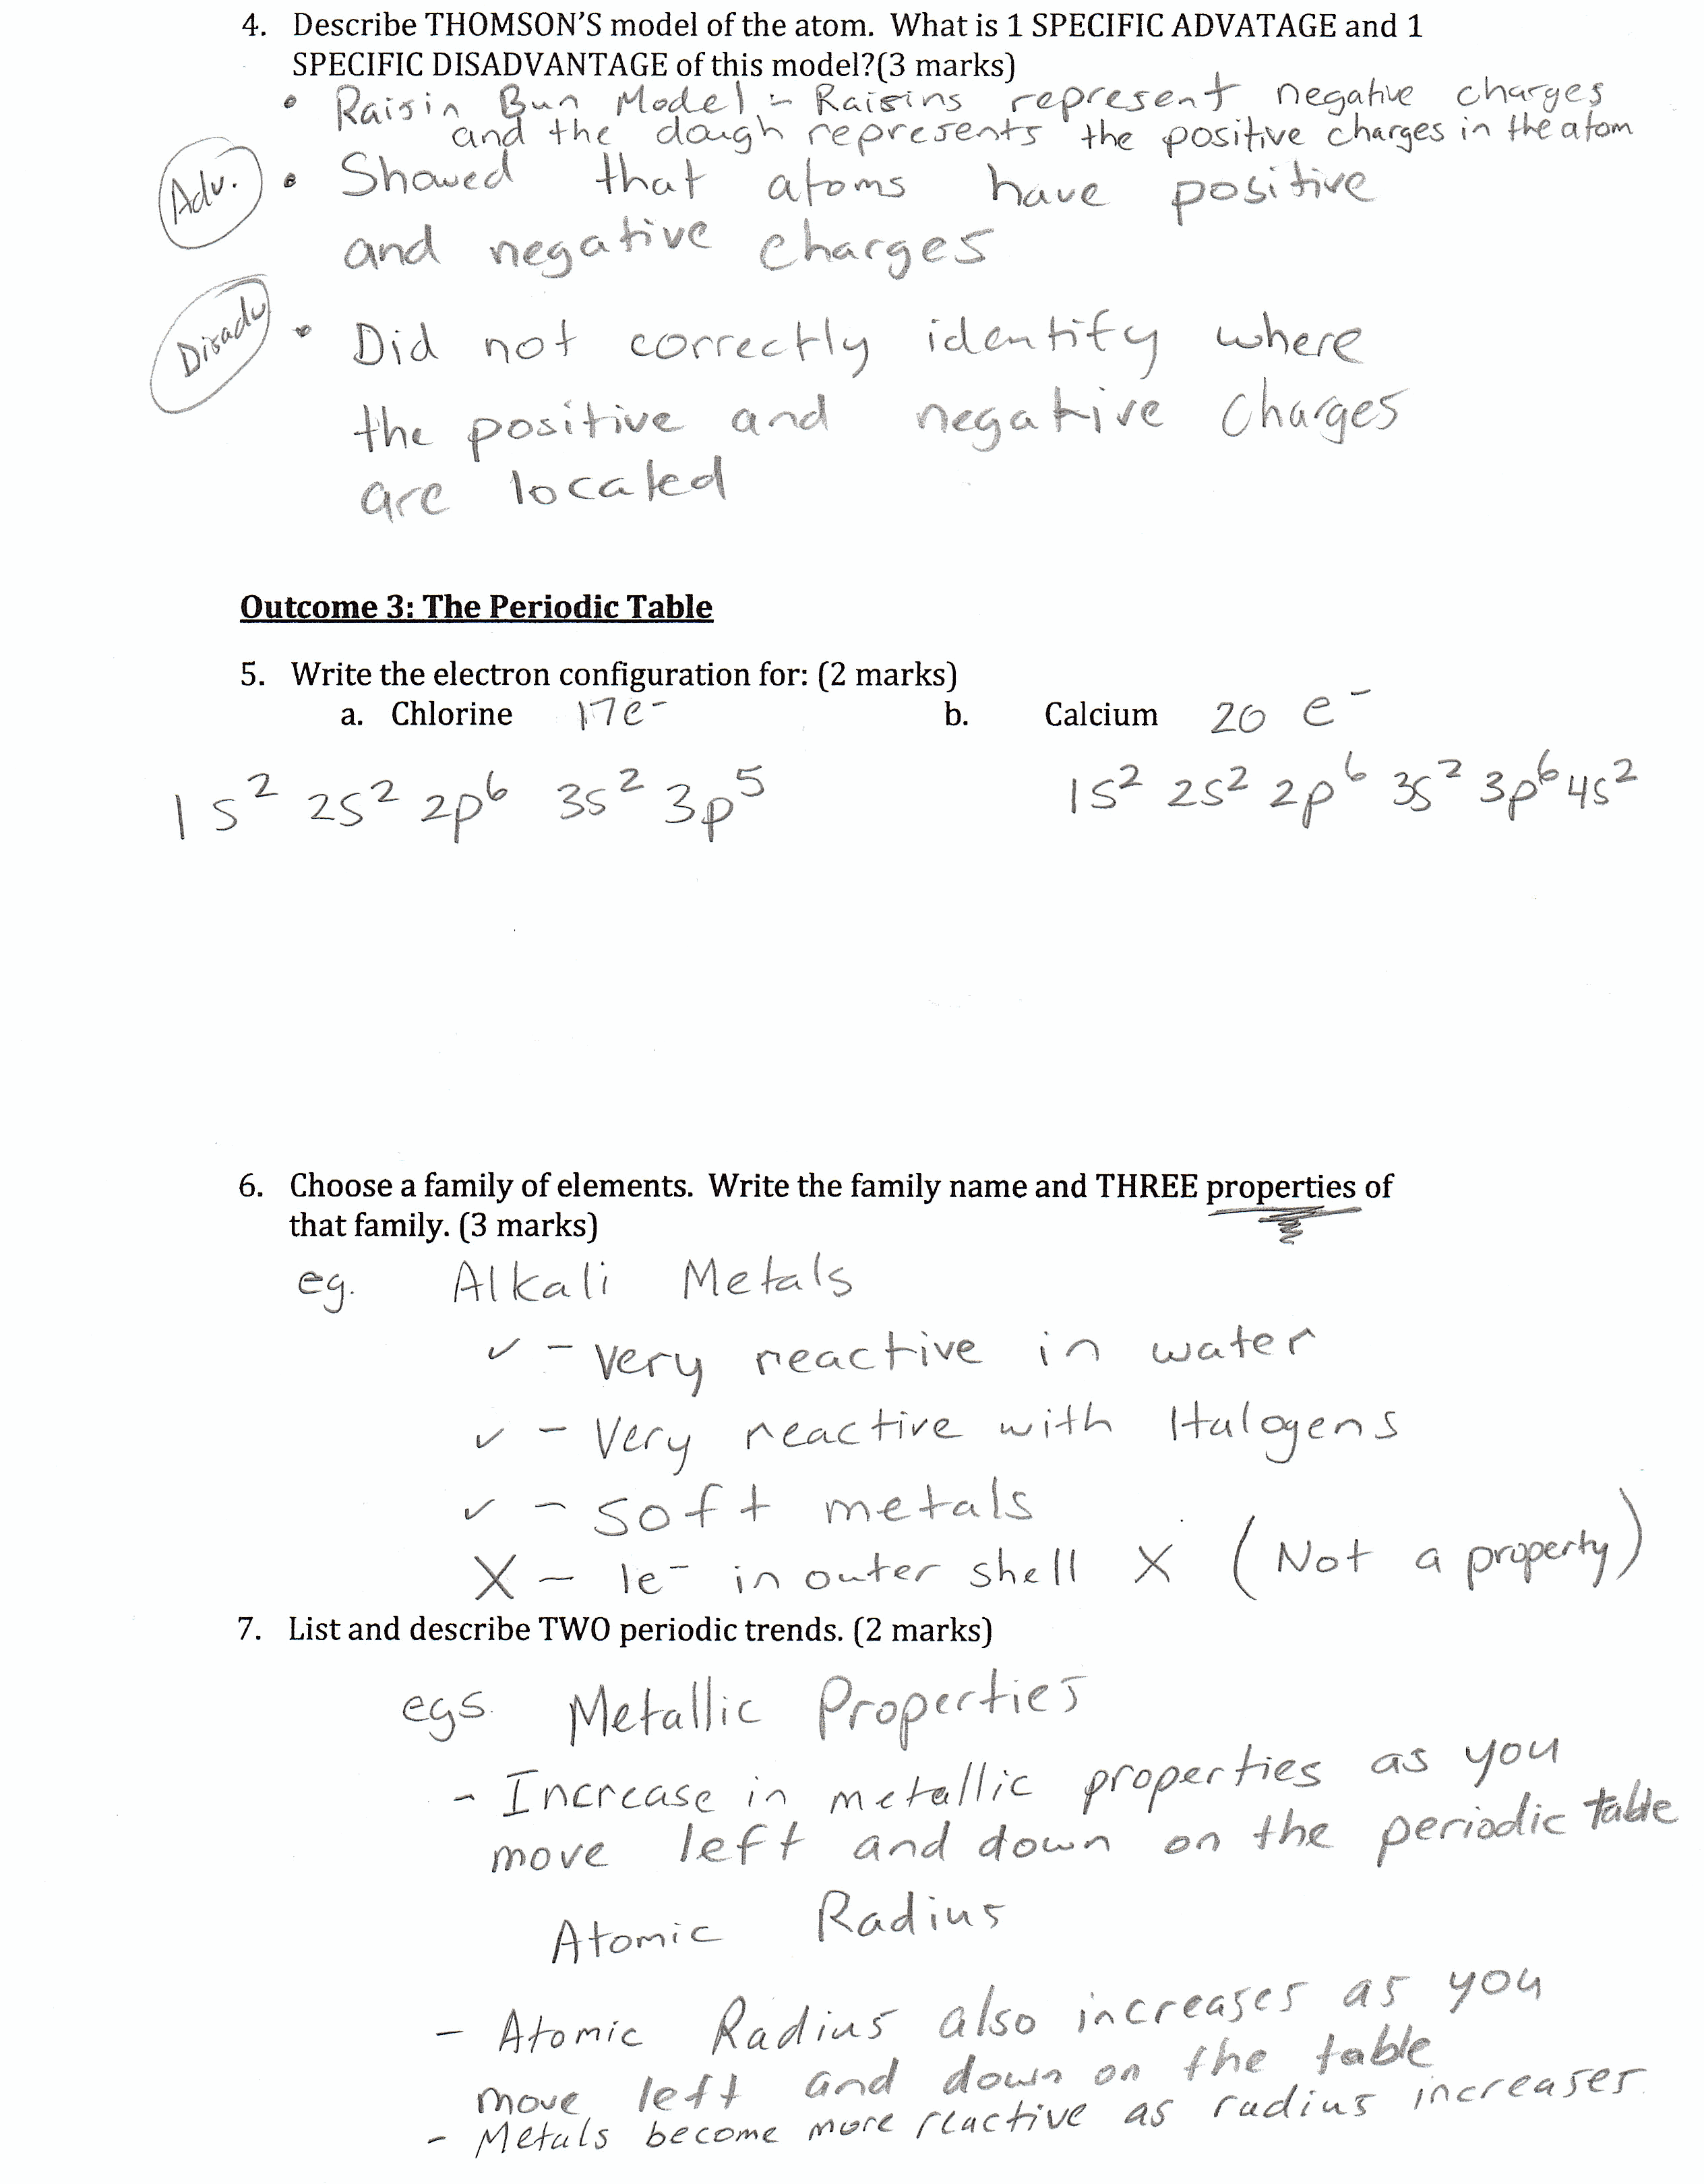 4. Describe THOMSON'S model of the atom. What is 1 SPECIFIC ADVATAGE and 1
SPECIFIC DISADVANTAGE of this model?(3 marks)
• Raisin Bun Model - Raisins represent negative charges
and the dough represents the positive charges in the atom
Adv. • Showed that atoms have positive
and negative charges
Disadv • Did not correctly identify where
the positive and negative Charges
are located
Outcome 3: The Periodic Table
5. Write the electron configuration for: (2 marks)
a. Chlorine 17e⁻ b. Calcium 20 e⁻
1s² 2s² 2p⁶ 3s² 3p⁵ 1s² 2s² 2p⁶ 3s² 3p⁶ 4s²
6. Choose a family of elements. Write the family name and THREE properties of
that family. (3 marks)
eg. Alkali Metals
✓ - Very reactive in water
✓ - Very reactive with Halogens
✓ - Soft metals
X - 1e⁻ in outer shell X (Not a property)
7. List and describe TWO periodic trends. (2 marks)
egs. Metallic Properties
- Increase in metallic properties as you
move left and down on the periodic table
Atomic Radius
- Atomic Radius also increases as you
move left and down on the table
- Metals become more reactive as radius increases